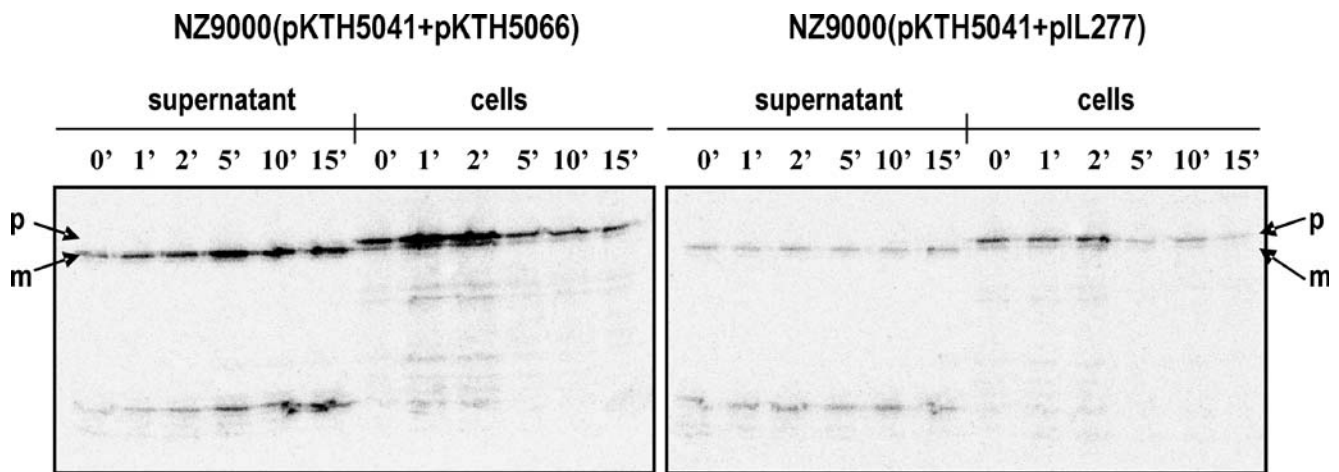 NZ9000(pKTH5041+pKTH5066) NZ9000(pKTH5041+pIL277)
supernatant cells supernatant cells
0’ 1’ 2’ 5’ 10’ 15’ 0’ 1’ 2’ 5’ 10’ 15’ 0’ 1’ 2’ 5’ 10’ 15’ 0’ 1’ 2’ 5’ 10’ 15’
p p
m m